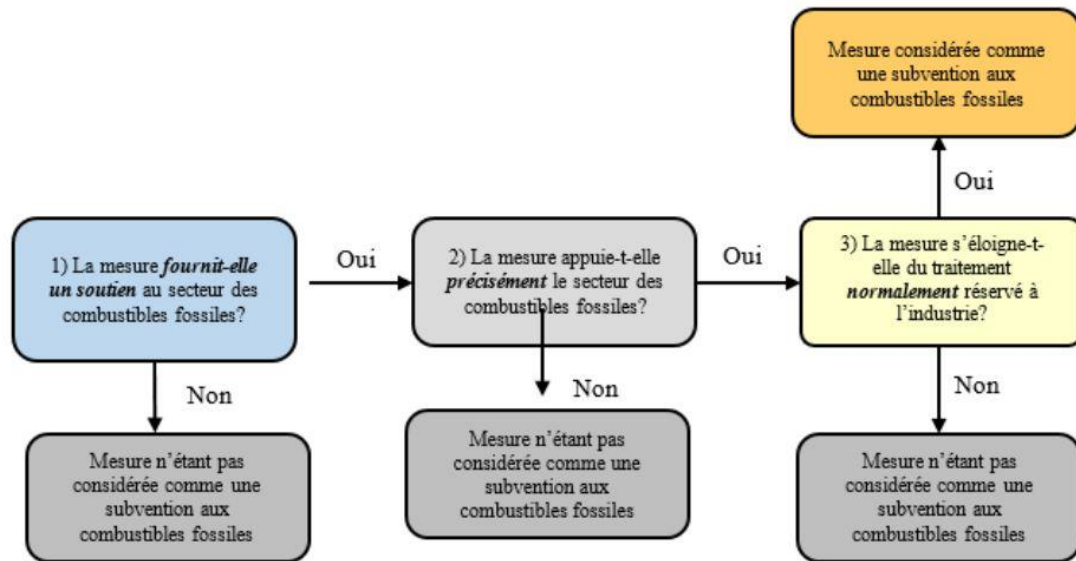 Mesure considérée comme
une subvention aux
combustibles fossiles
Oui
1) La mesure fournit-elle
un soutien au secteur des
combustibles fossiles?
Oui
2) La mesure appuie-t-elle
précisément le secteur des
combustibles fossiles?
Oui
3) La mesure s’éloigne-t-
elle du traitement
normalement réservé à
l’industrie?
Non
Non
Non
Mesure n’étant pas
considérée comme une
subvention aux
combustibles fossiles
Mesure n’étant pas
considérée comme une
subvention aux
combustibles fossiles
Mesure n’étant pas
considérée comme une
subvention aux
combustibles fossiles